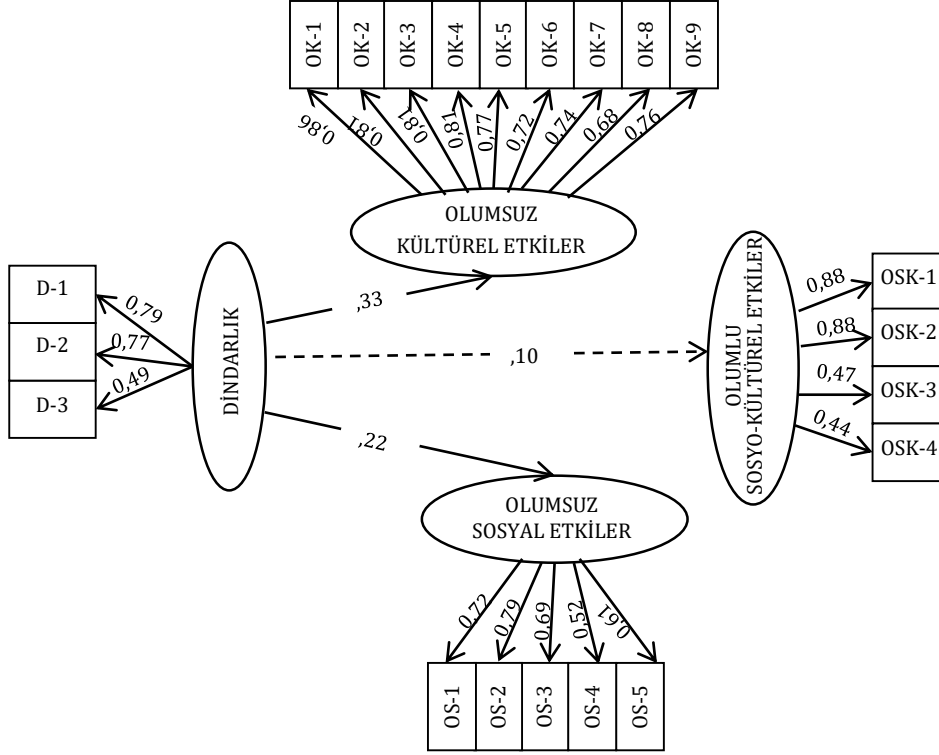 OK-1
OK-2
OK-3
OK-4
OK-5
OK-6
OK-7
OK-8
OK-9
0,86
0,81
0,81
0,81
0,77
0,72
0,74
0,68
0,76
OLUMSUZ
KÜLTÜREL ETKİLER
D-1
D-2
D-3
0,79
0,77
0,49
DİNDARLIK
,33
,10
,22
OLUMLU
SOSYO-KÜLTÜREL ETKİLER
0,88
0,88
0,47
0,44
OSK-1
OSK-2
OSK-3
OSK-4
OLUMSUZ
SOSYAL ETKİLER
0,72
0,79
0,69
0,52
0,61
OS-1
OS-2
OS-3
OS-4
OS-5